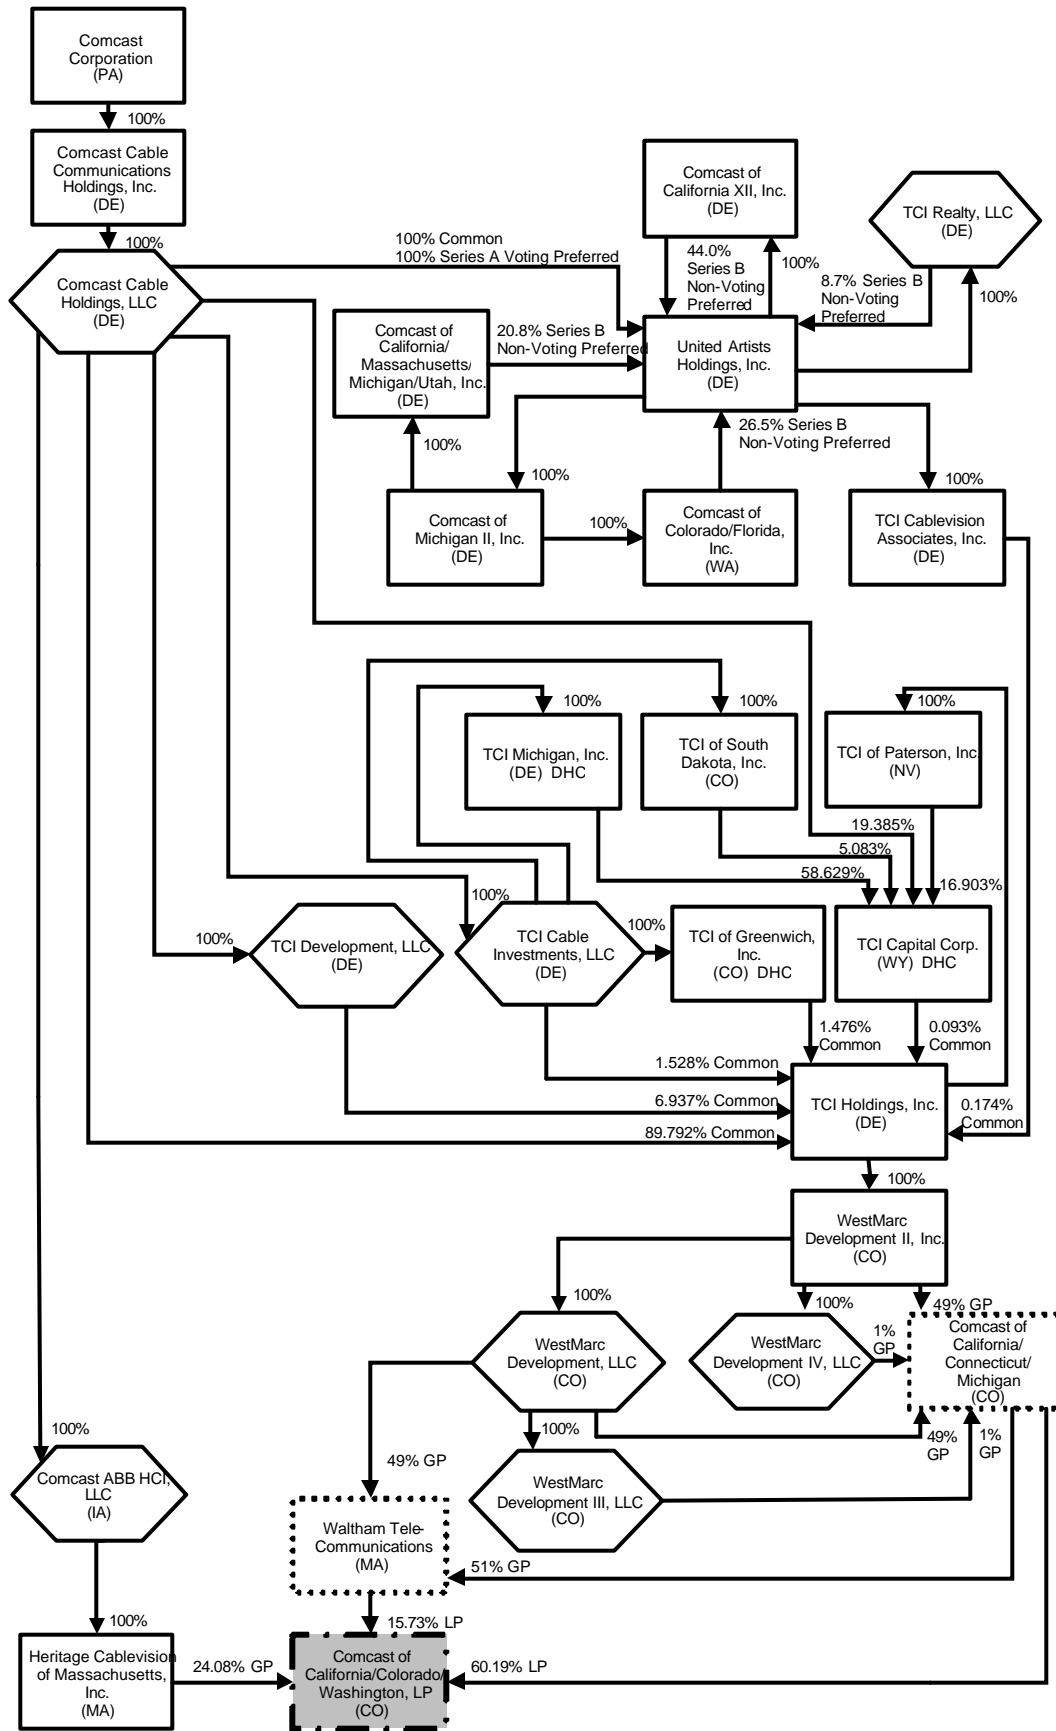 Comcast
Corporation
(PA)
100%
Comcast Cable
Communications
Holdings, Inc.
(DE)
100%
Comcast Cable
Holdings, LLC
(DE)
100% Common
100% Series A Voting Preferred
Comcast of
California XII, Inc.
(DE)
TCI Realty, LLC
(DE)
44.0%
Series B
Non-Voting
Preferred
100%
8.7% Series B
Non-Voting
Preferred
100%
Comcast of
California/
Massachusetts/
Michigan/Utah, Inc.
(DE)
20.8% Series B
Non-Voting Preferred
United Artists
Holdings, Inc.
(DE)
100%
100%
26.5% Series B
Non-Voting Preferred
100%
Comcast of
Michigan II, Inc.
(DE)
100%
Comcast of
Colorado/Florida,
Inc.
(WA)
TCI Cablevision
Associates, Inc.
(DE)
100%
100%
100%
TCI Michigan, Inc.
(DE) DHC
TCI of South
Dakota, Inc.
(CO)
TCI of Paterson, Inc.
(NV)
19.385%
5.083%
58.629%
16.903%
100%
100%
TCI Development, LLC
(DE)
TCI Cable
Investments, LLC
(DE)
100%
TCI of Greenwich,
Inc.
(CO) DHC
TCI Capital Corp.
(WY) DHC
1.476%
Common
0.093%
Common
1.528% Common
6.937% Common
89.792% Common
TCI Holdings, Inc.
(DE)
0.174%
Common
100%
WestMarc
Development II, Inc.
(CO)
100%
100%
49% GP
WestMarc
Development, LLC
(CO)
WestMarc
Development IV, LLC
(CO)
1%
GP
Comcast of
California/
Connecticut/
Michigan
(CO)
100%
49%
GP
1%
GP
100%
Comcast ABB HCI,
LLC
(IA)
49% GP
WestMarc
Development III, LLC
(CO)
Waltham Tele-
Communications
(MA)
51% GP
100%
15.73% LP
Heritage Cablevision
of Massachusetts,
Inc.
(MA)
24.08% GP
Comcast of
California/Colorado/
Washington, LP
(CO)
60.19% LP